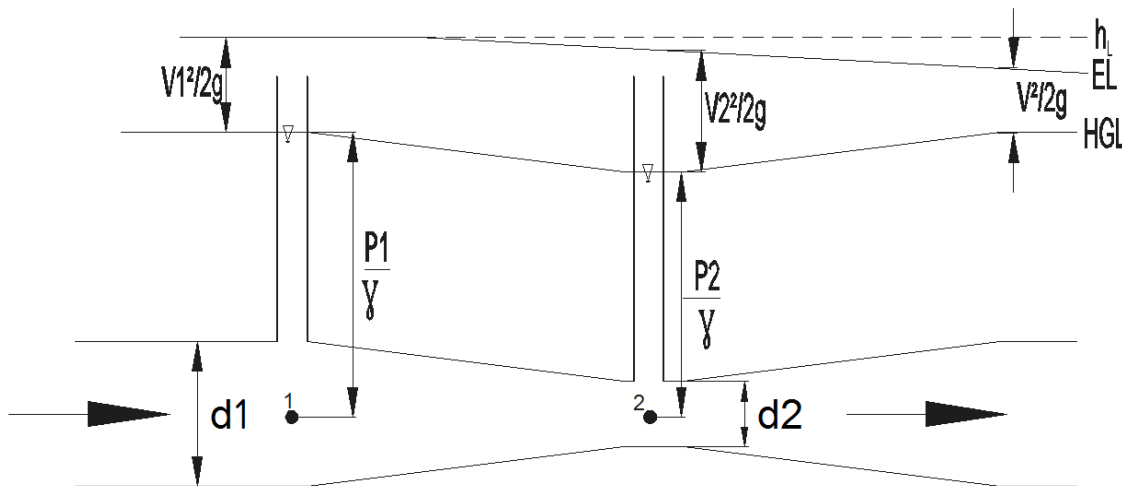 h_L
EL
V1²/2g
V2²/2g
V²/2g
HGL
P1
γ
P2
γ
1
2
d1
d2